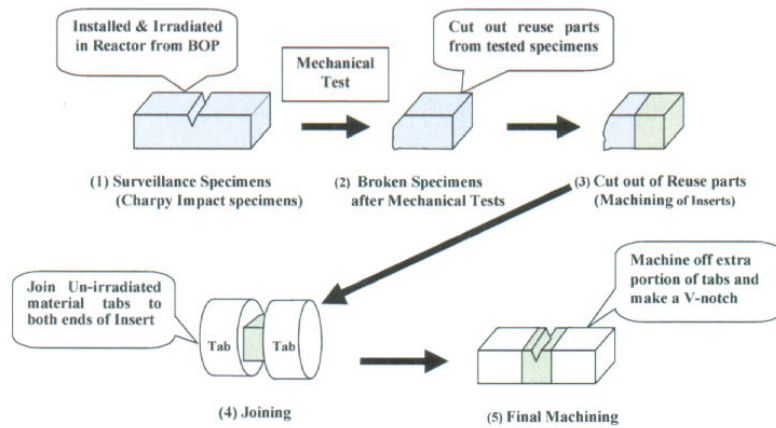 Installed & Irradiated
in Reactor from BOP
Mechanical
Test
Cut out reuse parts
from tested specimens
(1) Surveillance Specimens
(Charpy Impact specimens)
(2) Broken Specimens
after Mechanical Tests
(3) Cut out of Reuse parts
(Machining of Inserts)
Join Un-irradiated
material tabs to
both ends of Insert
Tab
Tab
Machine off extra
portion of tabs and
make a V-notch
(4) Joining
(5) Final Machining